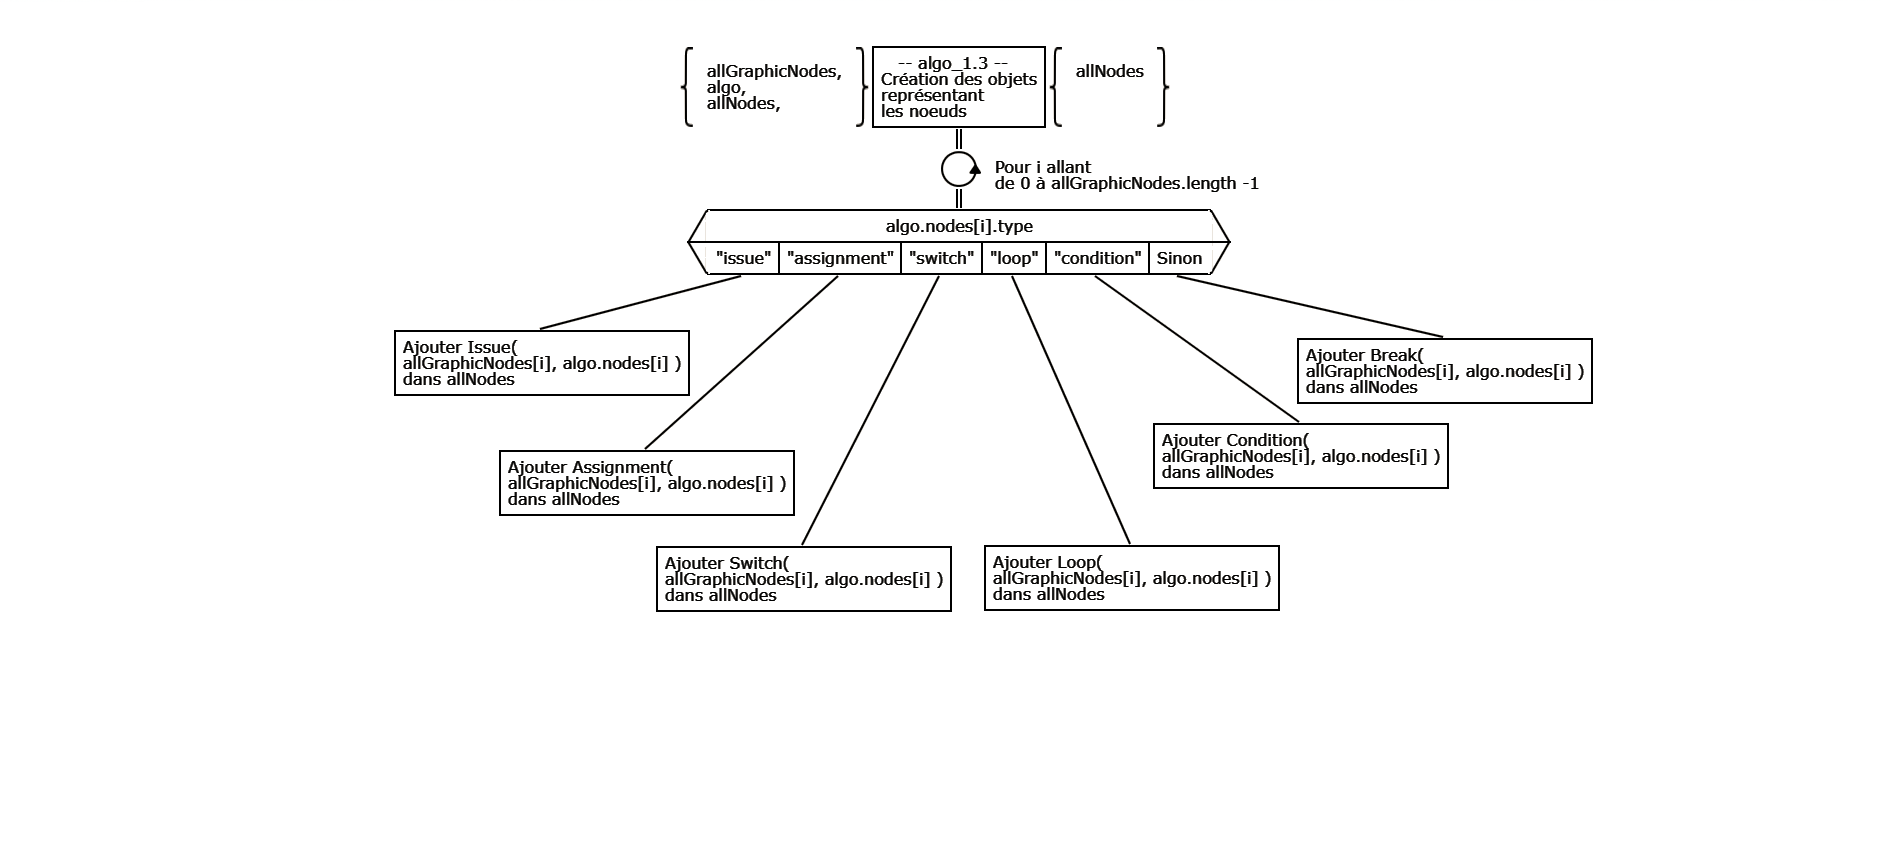 allGraphicNodes,
algo,
allNodes,
-- algo_1.3 --
Création des objets
représentant
les noeuds
allNodes
Pour i allant
de 0 à allGraphicNodes.length -1
algo.nodes[i].type
"issue" "assignment" "switch" "loop" "condition" Sinon
Ajouter Issue(
allGraphicNodes[i], algo.nodes[i] )
dans allNodes
Ajouter Break(
allGraphicNodes[i], algo.nodes[i] )
dans allNodes
Ajouter Condition(
allGraphicNodes[i], algo.nodes[i] )
dans allNodes
Ajouter Assignment(
allGraphicNodes[i], algo.nodes[i] )
dans allNodes
Ajouter Switch(
allGraphicNodes[i], algo.nodes[i] )
dans allNodes
Ajouter Loop(
allGraphicNodes[i], algo.nodes[i] )
dans allNodes